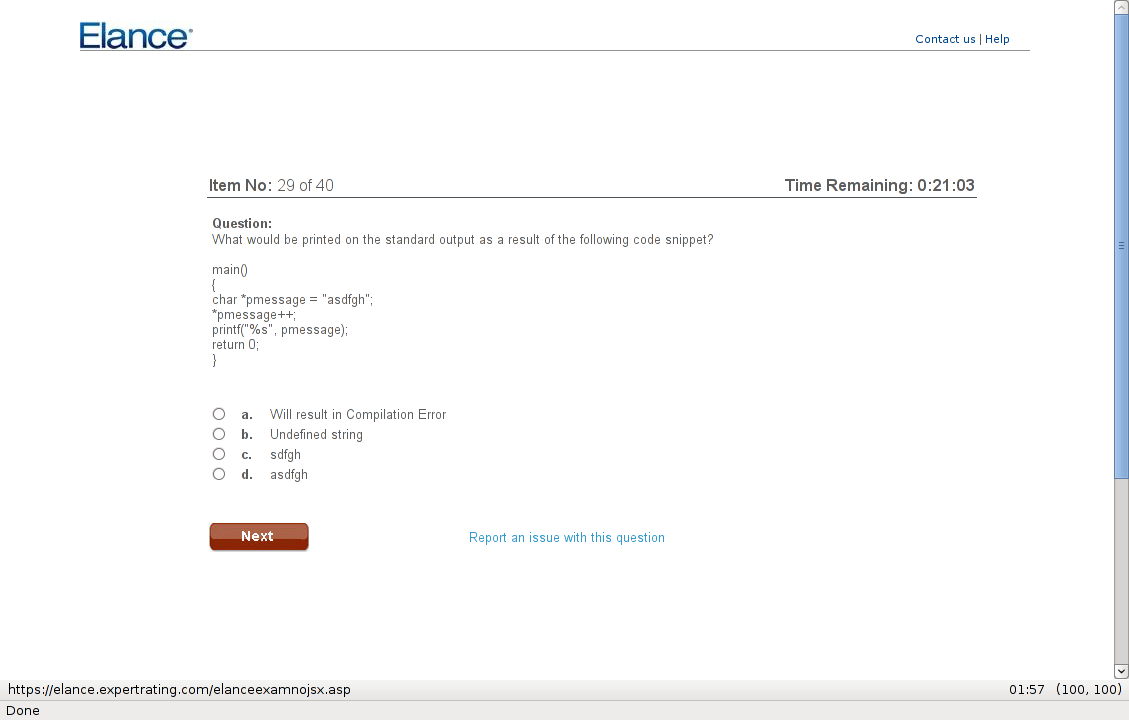 Elance
Contact us | Help
Item No: 29 of 40
Time Remaining: 0:21:03
Question:
What would be printed on the standard output as a result of the following code snippet?
main()
{
char *pmessage = "asdfgh";
*pmessage++;
printf("%s", pmessage);
return 0;
}
a. Will result in Compilation Error
b. Undefined string
c. sdfgh
d. asdfgh
Next
Report an issue with this question
https://elance.expertrating.com/elanceexamnojsx.asp
01:57 (100, 100)
Done